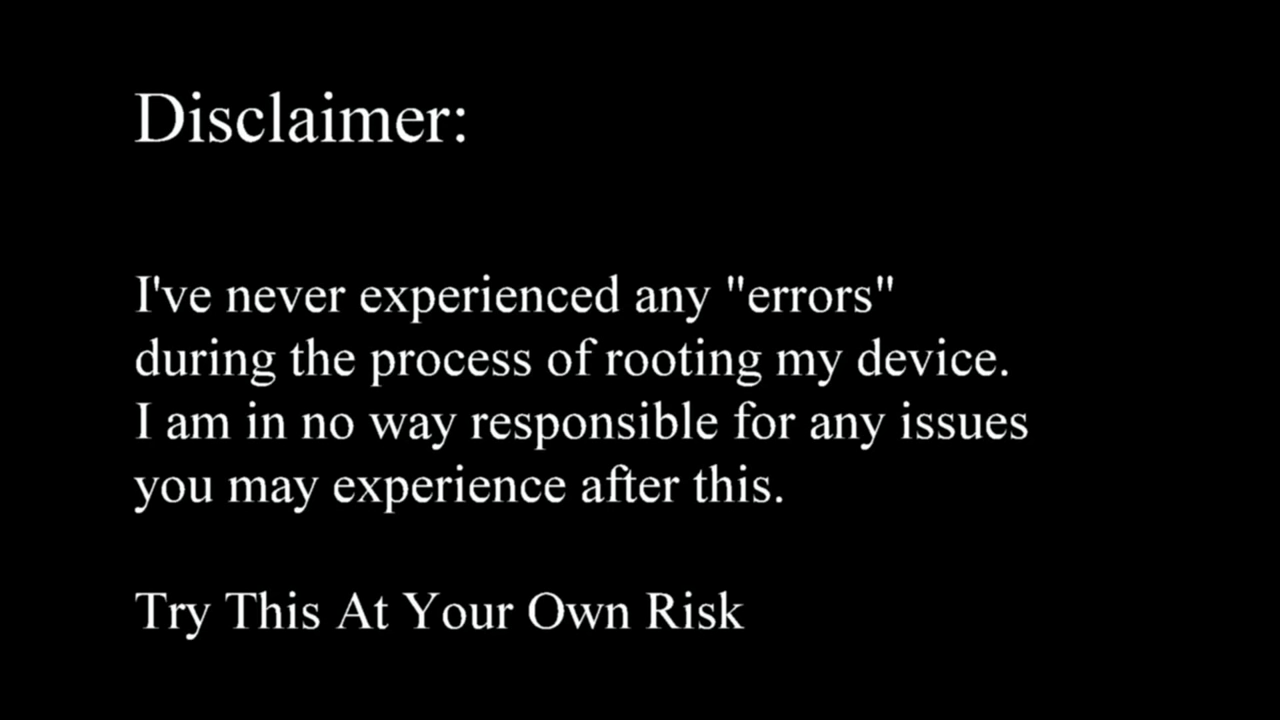 Disclaimer:
I've never experienced any "errors"
during the process of rooting my device.
I am in no way responsible for any issues
you may experience after this.
Try This At Your Own Risk